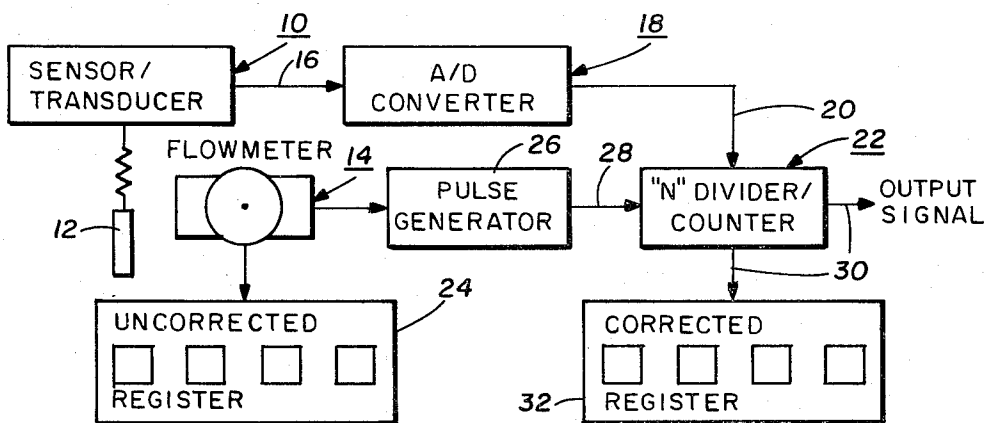 10
SENSOR/
TRANSDUCER
16
A/D
CONVERTER
18
20
FLOWMETER
14
12
26
PULSE
GENERATOR
28
22
"N" DIVIDER/
COUNTER
OUTPUT
SIGNAL
30
24
UNCORRECTED
REGISTER
CORRECTED
REGISTER
32